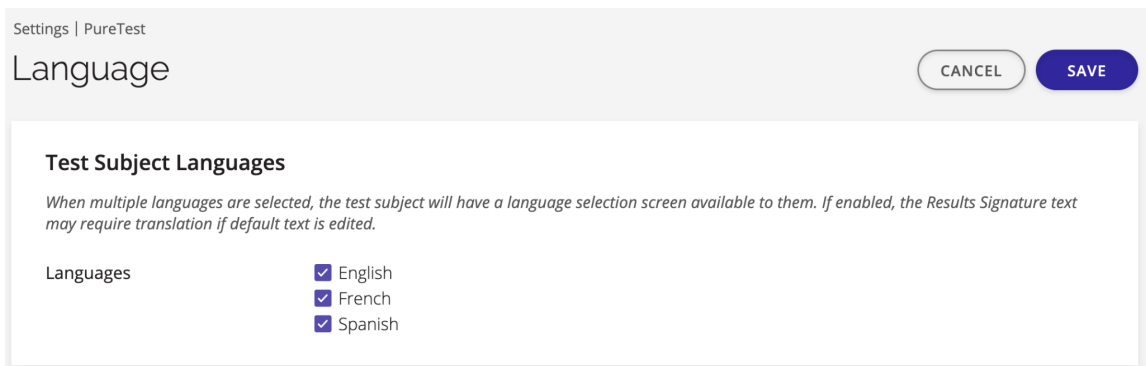 Settings | PureTest
Language
CANCEL
SAVE
Test Subject Languages
When multiple languages are selected, the test subject will have a language selection screen available to them. If enabled, the Results Signature text
may require translation if default text is edited.
Languages
English
French
Spanish